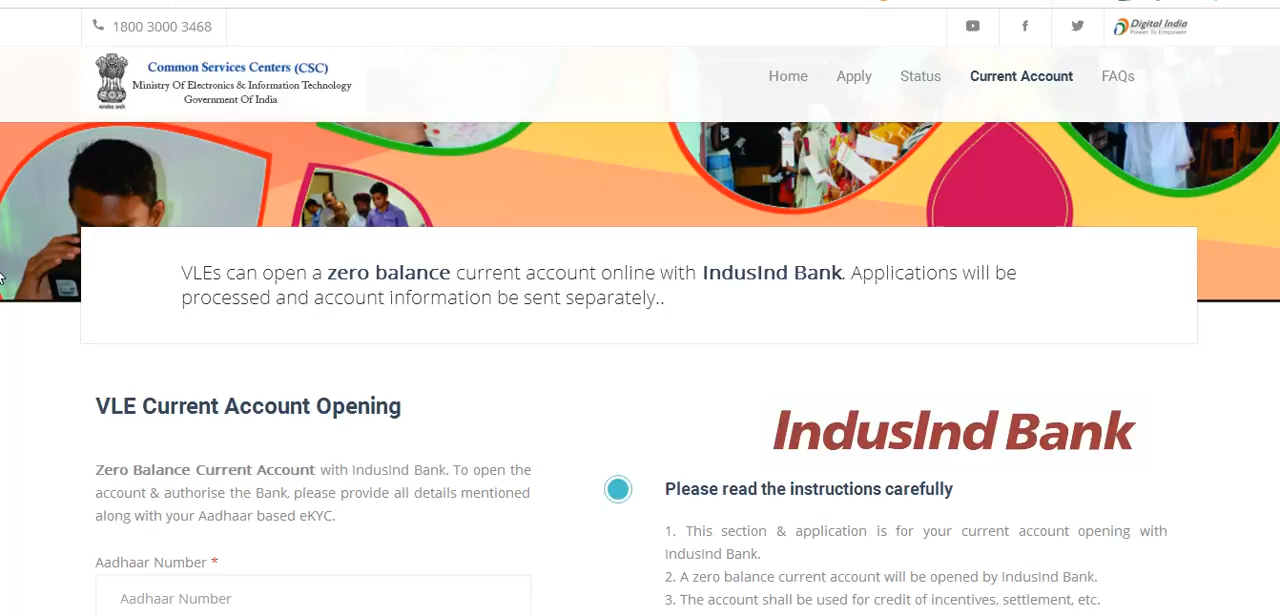 1800 3000 3468
Digital India
Power To Empower
Common Services Centers (CSC)
Ministry Of Electronics & Information Technology
Government Of India
Home Apply Status Current Account FAQs
VLEs can open a zero balance current account online with IndusInd Bank. Applications will be
processed and account information be sent separately..
VLE Current Account Opening
Zero Balance Current Account with IndusInd Bank. To open the
account & authorise the Bank, please provide all details mentioned
along with your Aadhaar based eKYC.
Aadhaar Number *
Aadhaar Number
IndusInd Bank
Please read the instructions carefully
1. This section & application is for your current account opening with
IndusInd Bank.
2. A zero balance current account will be opened by IndusInd Bank.
3. The account shall be used for credit of incentives, settlement, etc.